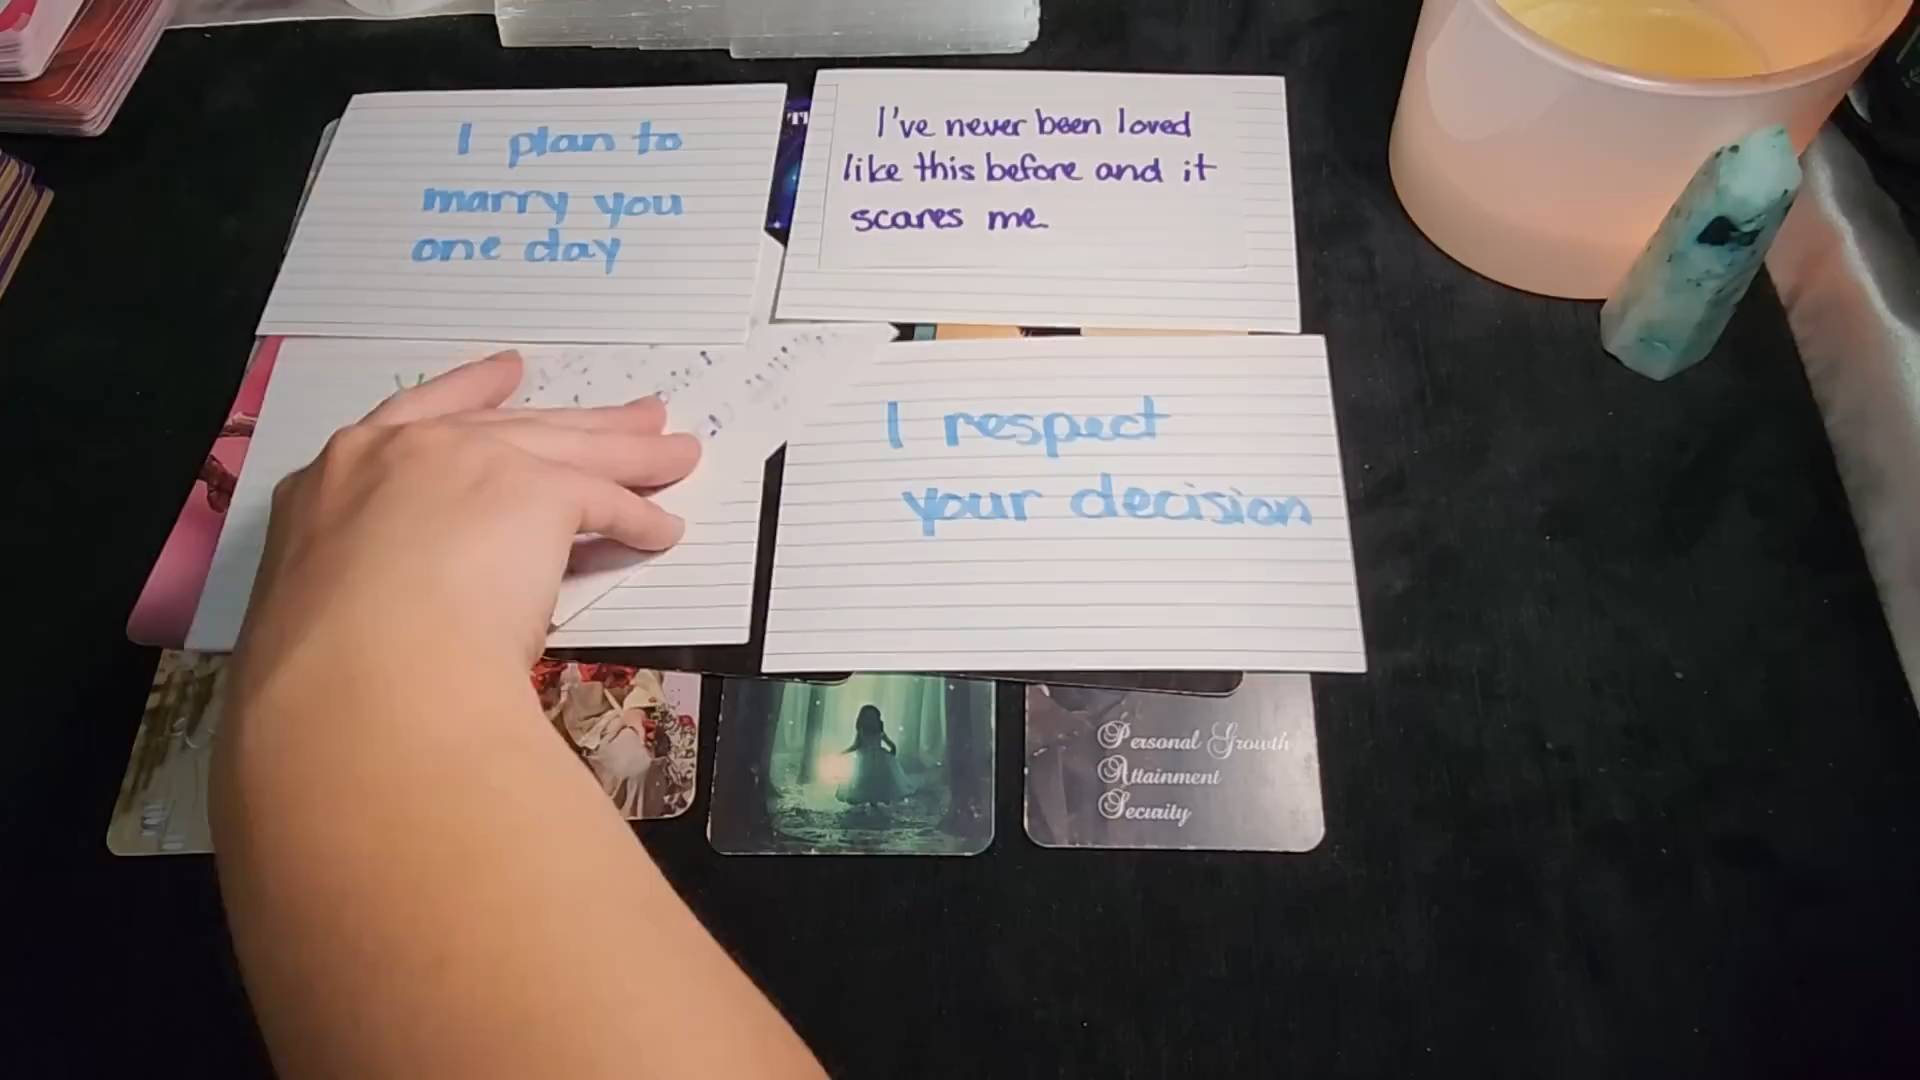 I plan to
marry you
one day
I've never been loved
like this before and it
scares me.
I respect
your decision
Personal Growth
Attainment
Security